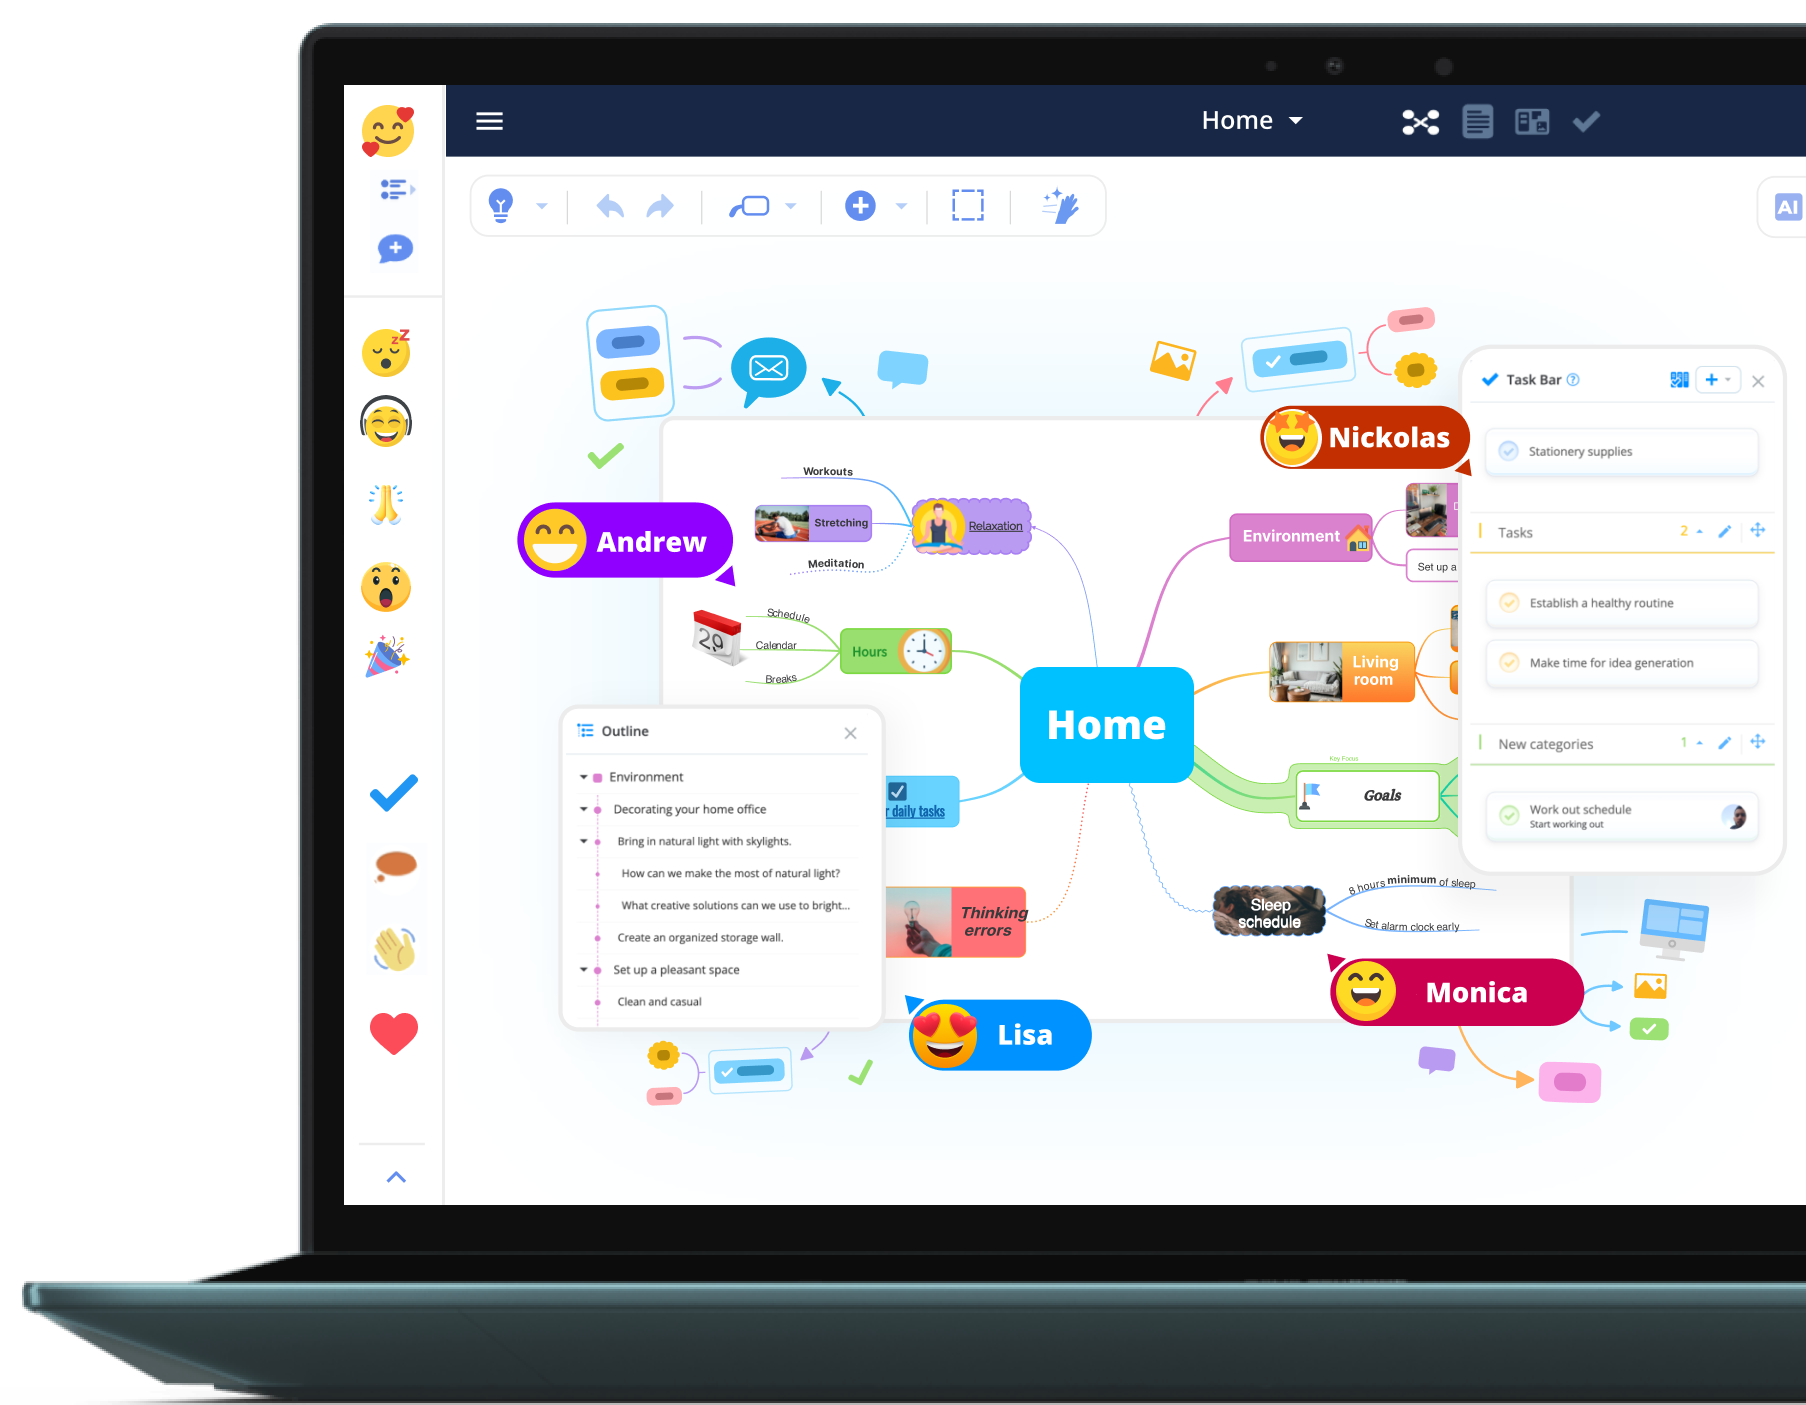 Home
AI
Task Bar
Stationery supplies
Tasks
2
Establish a healthy routine
Make time for idea generation
New categories
1
Work out schedule
Start working out
Nickolas
Andrew
Workouts
Stretching
Meditation
Relaxation
Environment
Set up a
Schedule
Calendar
Breaks
29
Hours
Living
room
Home
Key Focus
Goals
daily tasks
Thinking
errors
Sleep
schedule
8 hours minimum of sleep
Set alarm clock early
Outline
Environment
Decorating your home office
Bring in natural light with skylights.
How can we make the most of natural light?
What creative solutions can we use to bright...
Create an organized storage wall.
Set up a pleasant space
Clean and casual
Monica
Lisa